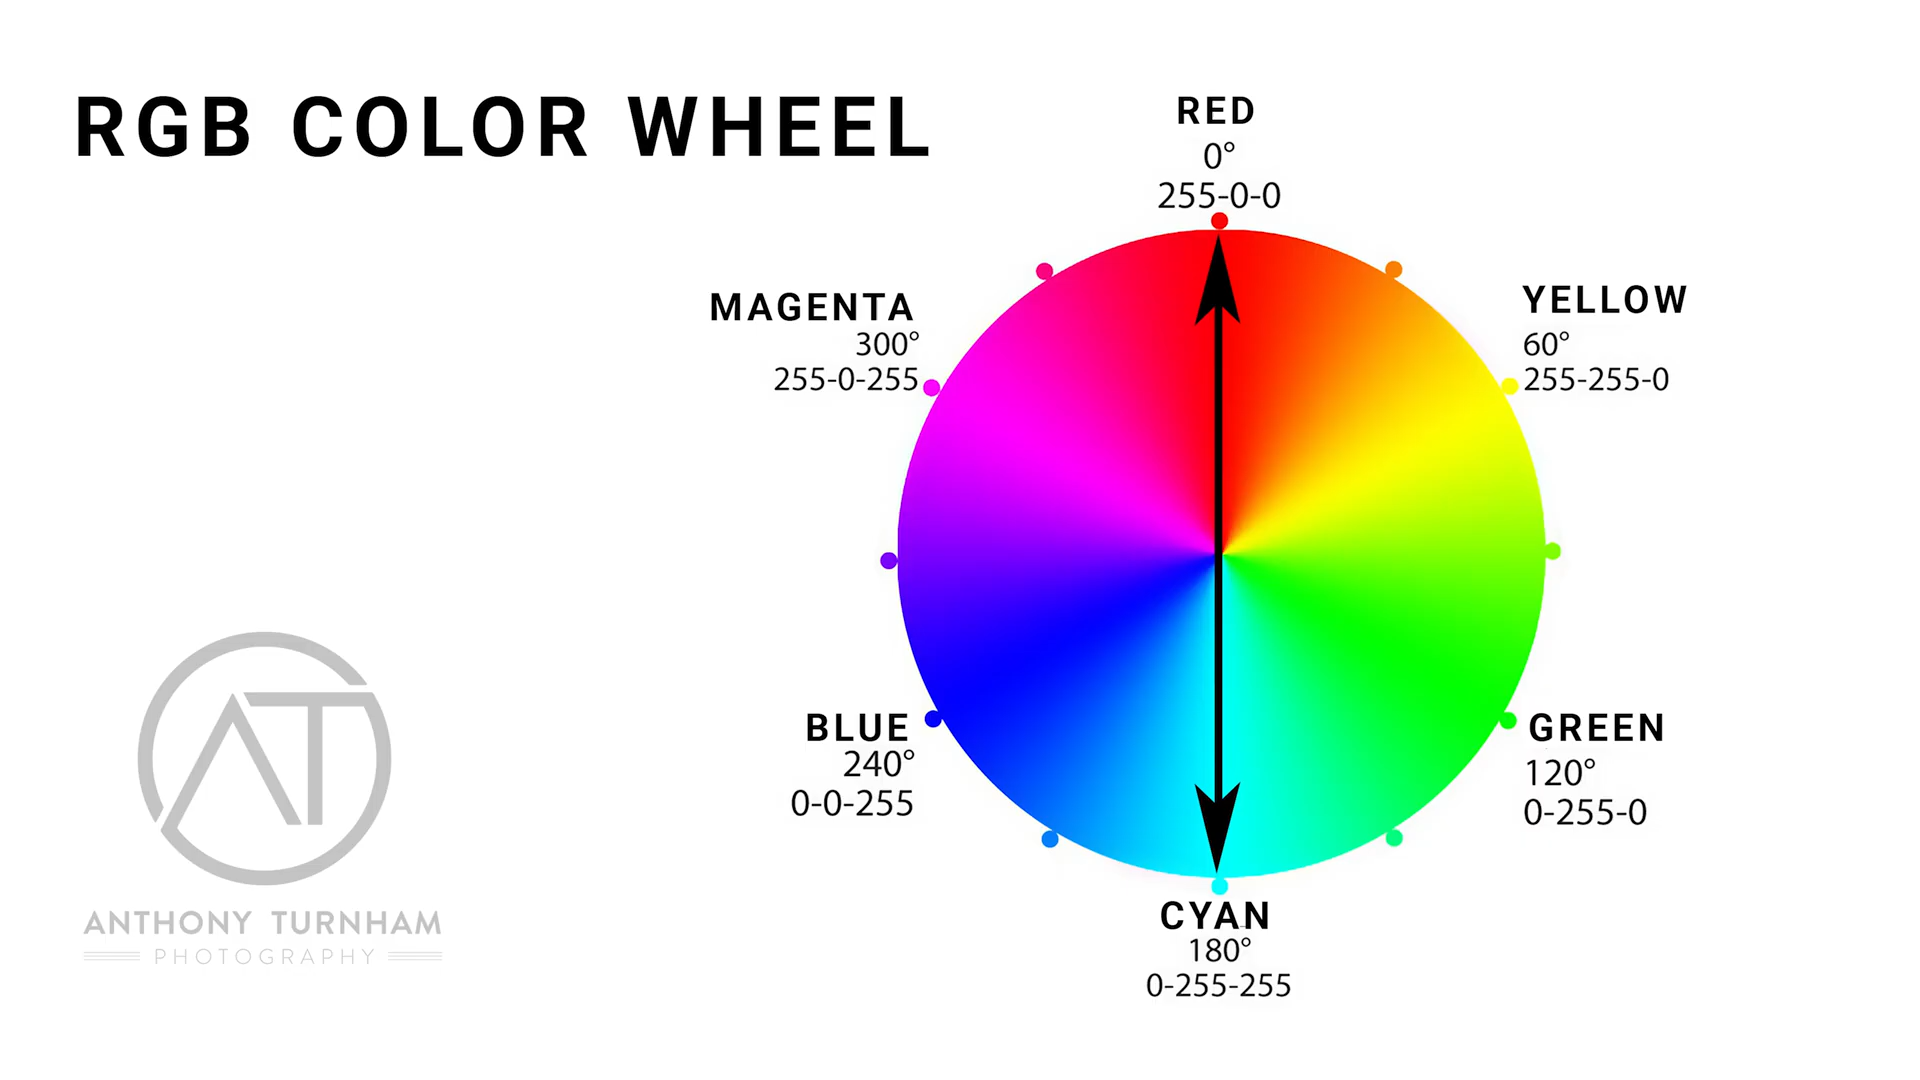 RGB COLOR WHEEL
RED
0°
255-0-0
MAGENTA
300°
255-0-255
YELLOW
60°
255-255-0
BLUE
240°
0-0-255
GREEN
120°
0-255-0
CYAN
180°
0-255-255
AT
ANTHONY TURNHAM
PHOTOGRAPHY